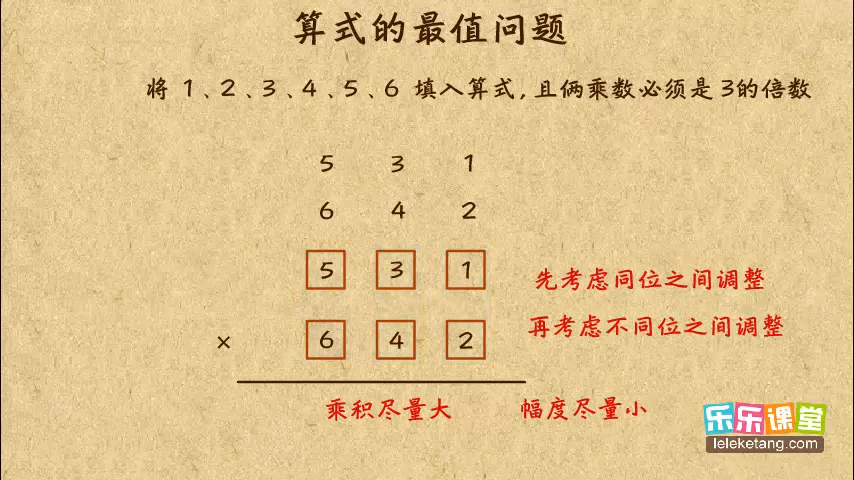 算式的最值问题
将 1、2、3、4、5、6 填入算式,且俩乘数必须是3的倍数
5 3 1
6 4 2
5 3 1
先考虑同位之间调整
再考虑不同位之间调整
× 6 4 2
乘积尽量大 幅度尽量小
乐乐课堂
leleketang.com